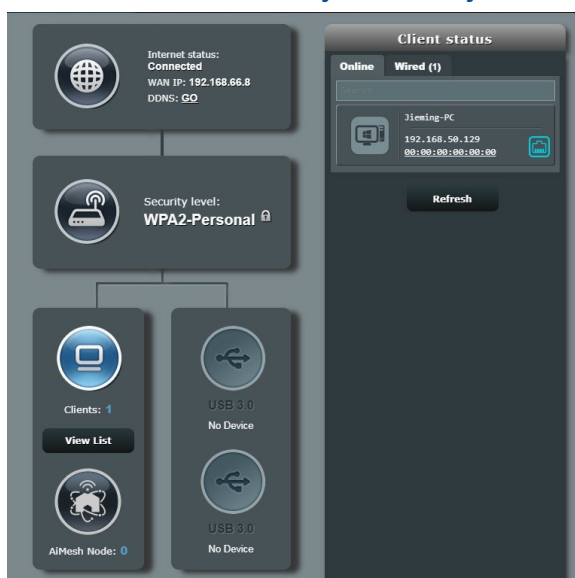 Internet status:
Connected
WAN IP: 192.168.66.8
DDNS: GO
Security level:
WPA2-Personal
Clients: 1
View List
AiMesh Node: 0
USB 3.0
No Device
USB 3.0
No Device
Client status
Online Wired (1)
Search
Jieming-PC
192.168.50.129
00:00:00:00:00:00
Refresh